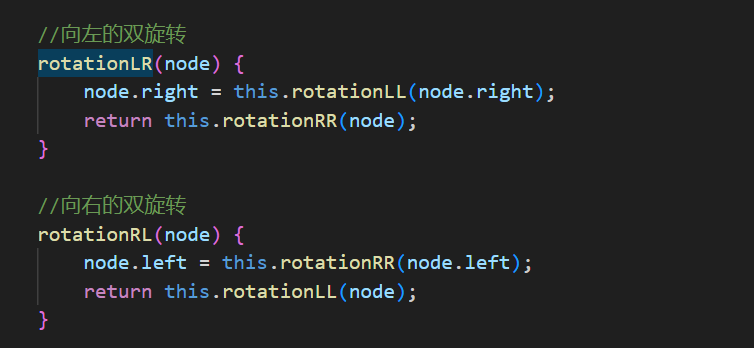 //向左的双旋转
rotationLR(node) {
    node.right = this.rotationLL(node.right);
    return this.rotationRR(node);
}
//向右的双旋转
rotationRL(node) {
    node.left = this.rotationRR(node.left);
    return this.rotationLL(node);
}